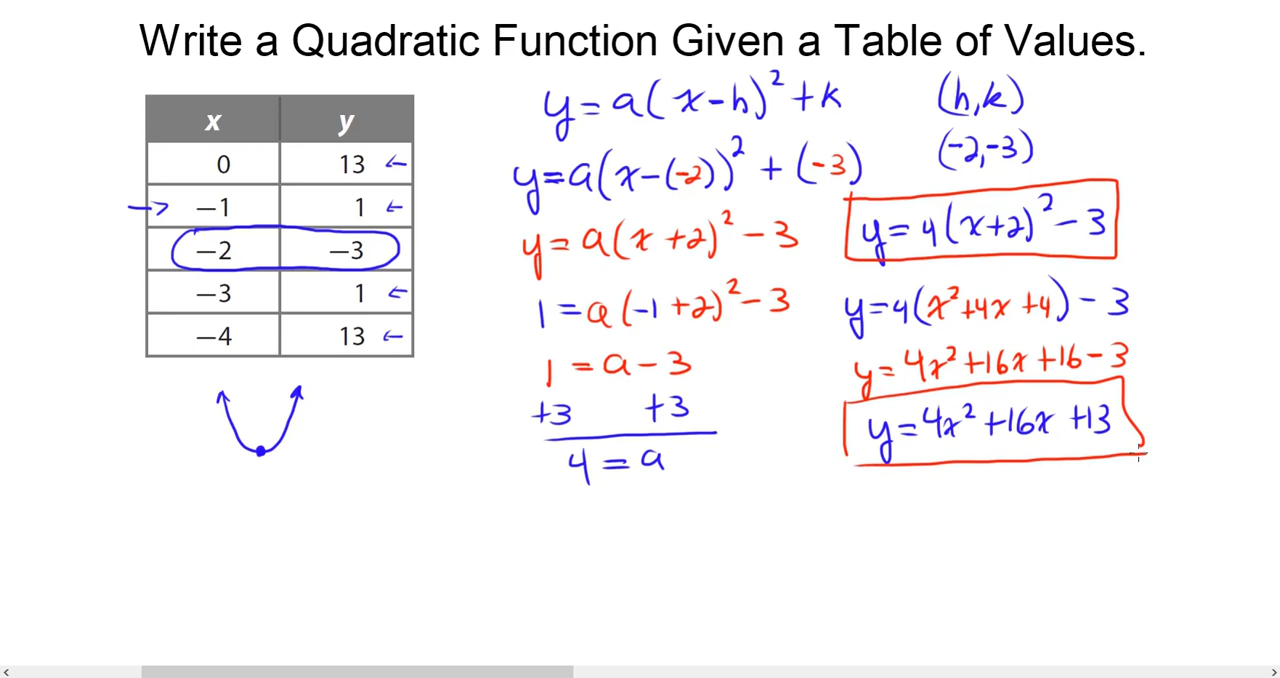 Write a Quadratic Function Given a Table of Values.
x y
0 13 ←
→ −1 1 ←
−2 −3
−3 1 ←
−4 13 ←
y = a(x-h)² + k
y = a(x-(-2))² + (-3)
y = a(x+2)² - 3
1 = a(-1+2)² - 3
1 = a - 3
+3 +3
4 = a
(h,k)
(-2,-3)
y = 4(x+2)² - 3
y = 4(x²+4x+4) - 3
y = 4x² + 16x + 16 - 3
y = 4x² + 16x + 13